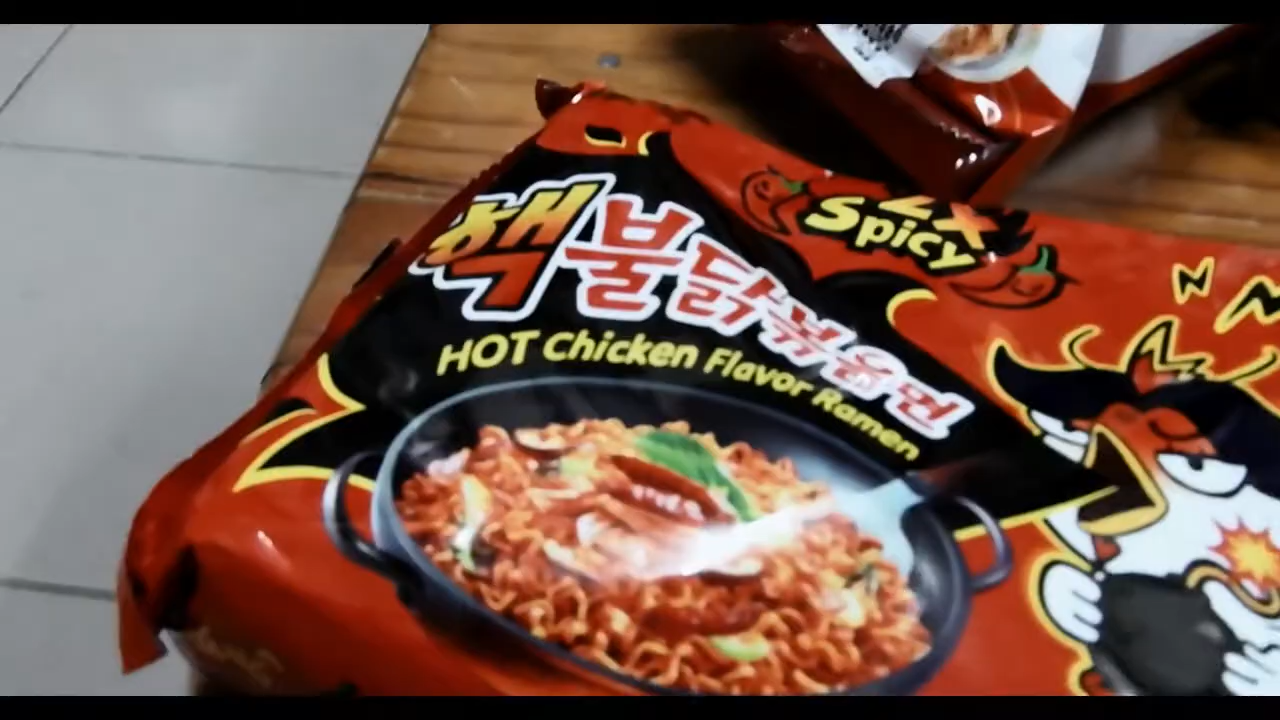 2X
Spicy
핵불닭볶음면
HOT Chicken Flavor Ramen